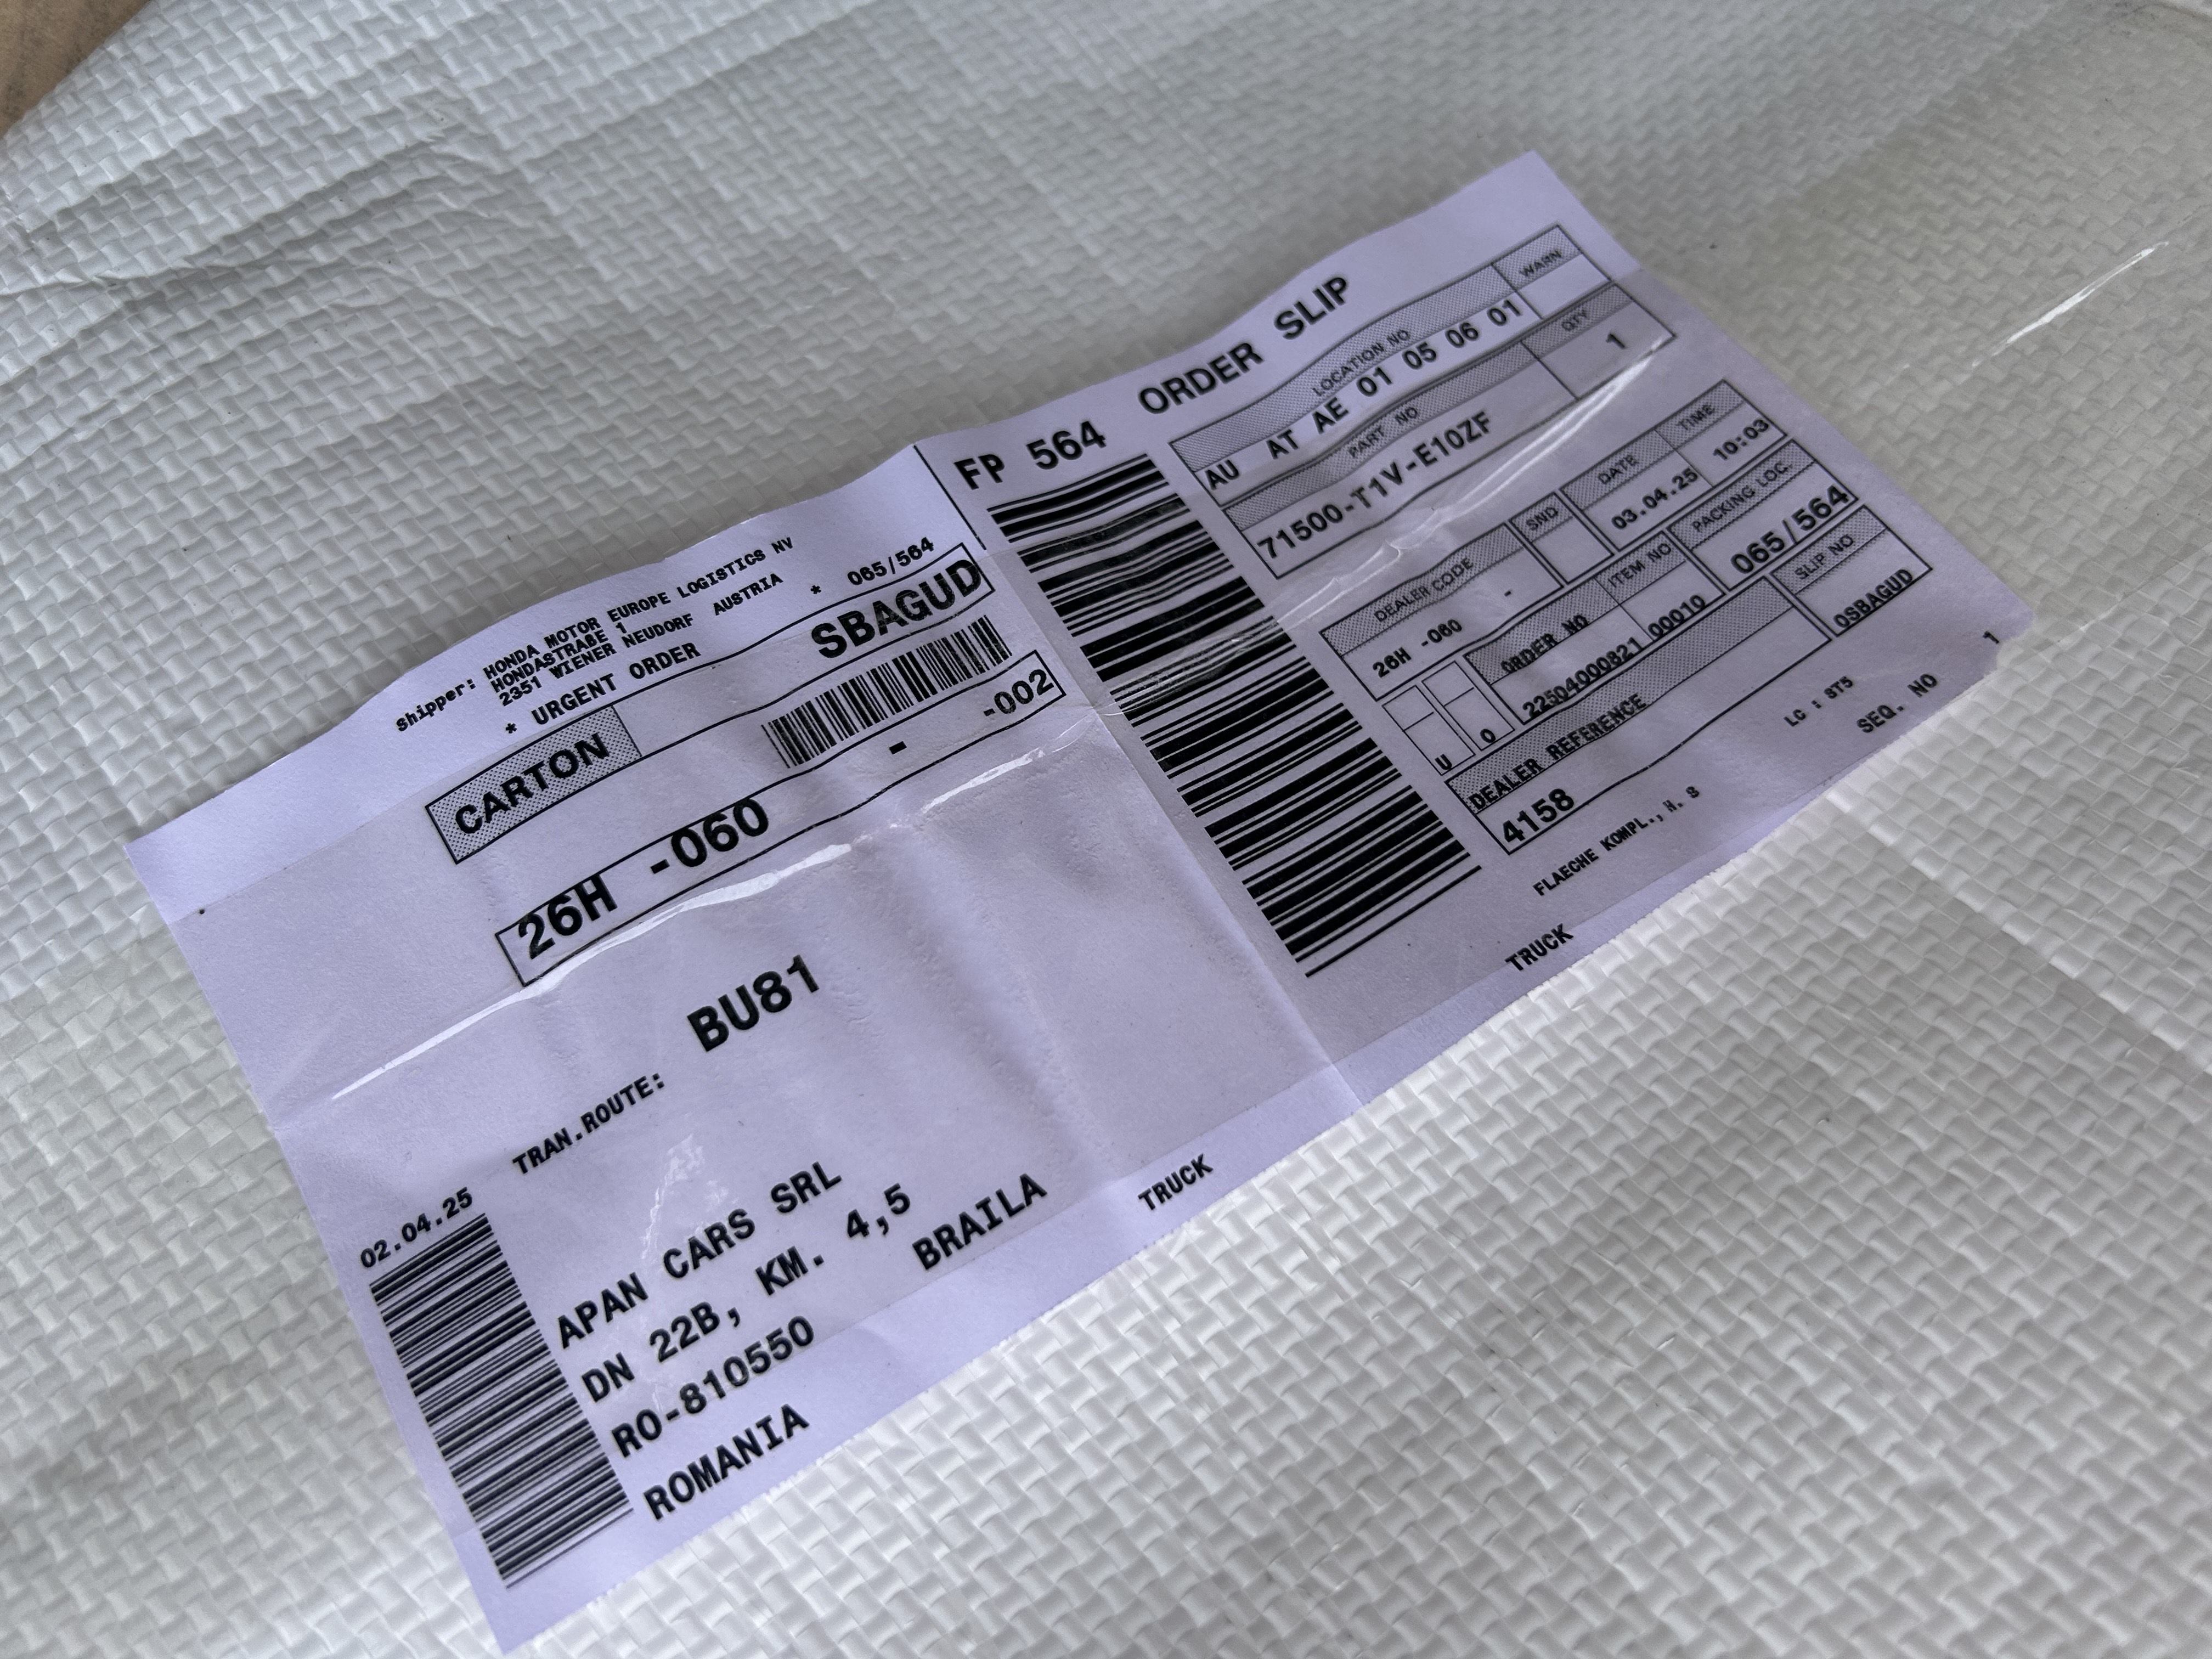 Shipper: HONDA MOTOR EUROPE LOGISTICS NV
HONDASTRAßE 1
2351 WIENER NEUDORF AUSTRIA
* URGENT ORDER * 065/564
CARTON SBAGUD
26H -060 - -002
BU81
TRAN.ROUTE:
02.04.25
APAN CARS SRL
DN 22B, KM. 4,5
RO-810550 BRAILA
ROMANIA
TRUCK
FP 564 ORDER SLIP
LOCATION NO WARN
AU AT AE 01 05 06 01
PART NO QTY
71500-T1V-E10ZF 1
DEALER CODE SND DATE TIME
26H -060 - 03.04.25 10:03
ORDER NO ITEM NO PACKING LOC.
U O 22504000821 00010 065/564
DEALER REFERENCE SLIP NO
4158 0SBAGUD
FLAECHE KOMPL., H. S
LC : ST5
SEQ. NO 1
TRUCK